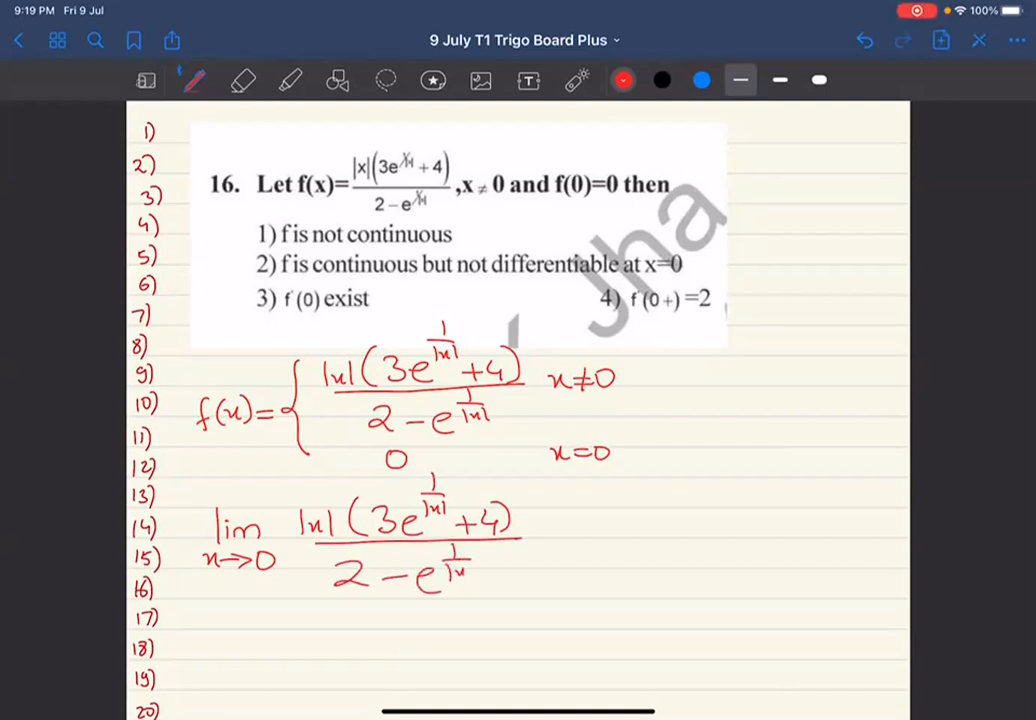 9:19 PM Fri 9 Jul
100%
9 July T1 Trigo Board Plus
1)
2)
3)
4)
5)
6)
7)
8)
9)
10)
11)
12)
13)
14)
15)
16)
17)
18)
19)
20)
16. Let f(x)= |x|(3e^(1/|x|) + 4) / (2 – e^(1/|x|)) ,x ≠ 0 and f(0)=0 then
1) f is not continuous
2) f is continuous but not differentiable at x=0
3) f'(0) exist 4) f'(0+) =2
Jha
f(x)= { |x|(3e^(1/|x|) +4) / (2 – e^(1/|x|)) x≠0
0 x=0
lim x→0 |x|(3e^(1/|x|) +4) / (2 – e^(1/|x